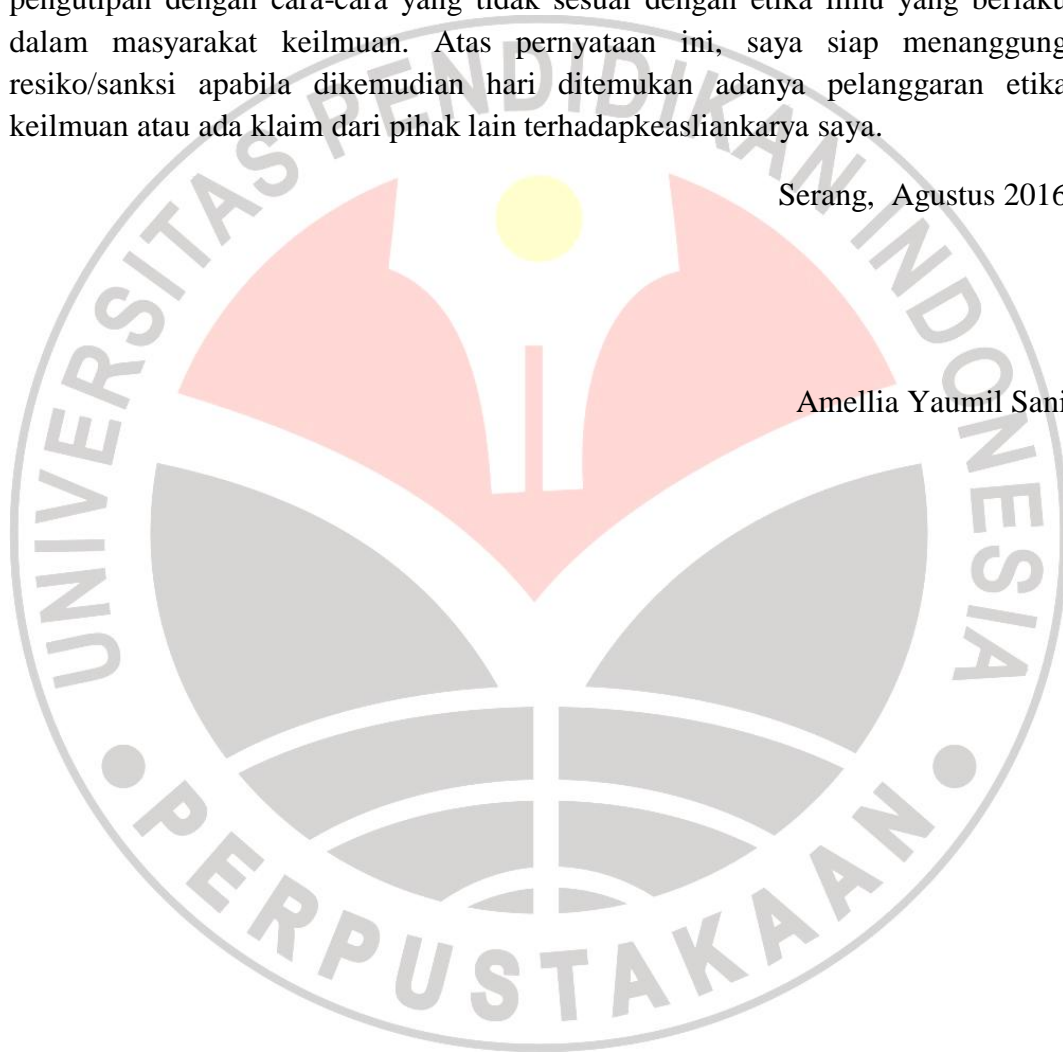 pengutipan dengan cara-cara yang tidak sesuai dengan etika ilmu yang berlaku
dalam masyarakat keilmuan. Atas pernyataan ini, saya siap menanggung
resiko/sanksi apabila dikemudian hari ditemukan adanya pelanggaran etika
keilmuan atau ada klaim dari pihak lain terhadapkeasliankarya saya.
Serang, Agustus 2016
Amellia Yaumil Sani
UNIVERSITAS PENDIDIKAN INDONESIA
PERPUSTAKAAN